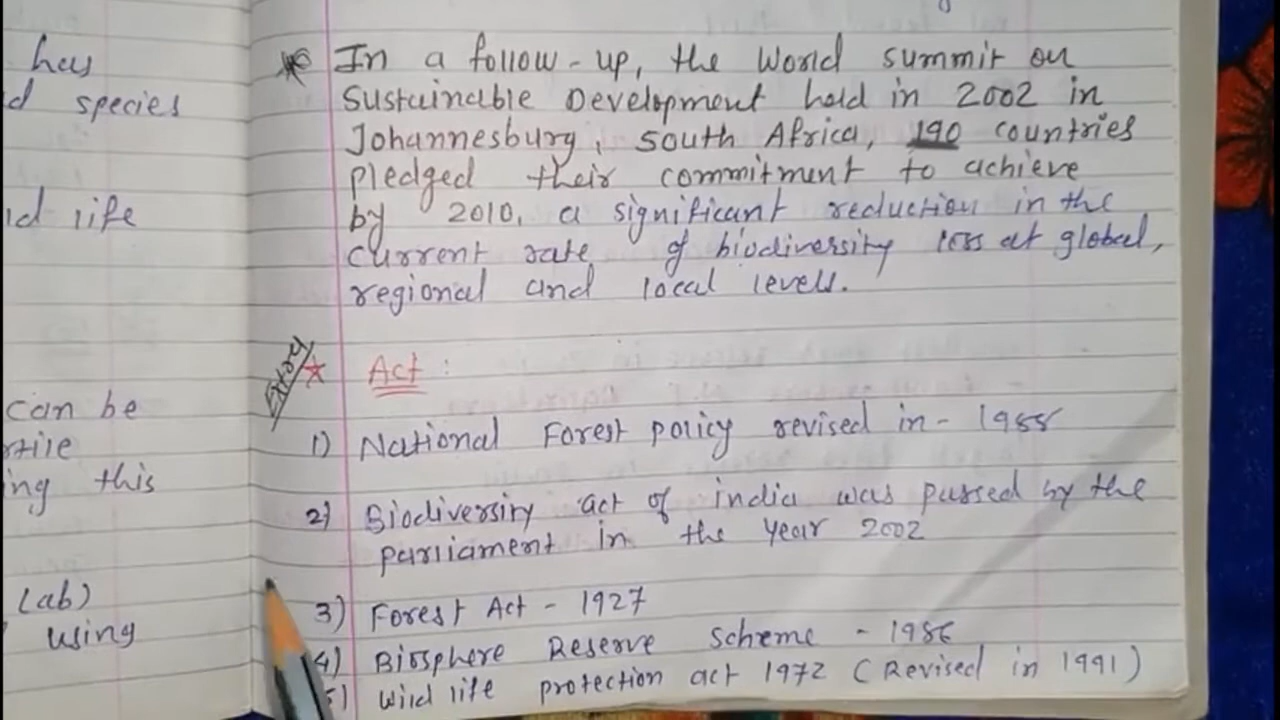 has
d species
ld life
can be
rtile
ing this
(ab)
using
In a follow-up, the World summit on
Sustainable Development held in 2002 in
Johannesburg, South Africa, 190 countries
pledged their commitment to achieve
by 2010, a significant reduction in the
current rate of biodiversity loss at global,
regional and local levels.
Extra
* Act :
1) National Forest policy revised in - 1988
2) Biodiversity act of india was passed by the
parliament in the year 2002
3) Forest Act - 1927
4) Biosphere Reserve Scheme - 1986
5) Wild life protection act 1972 (Revised in 1991)